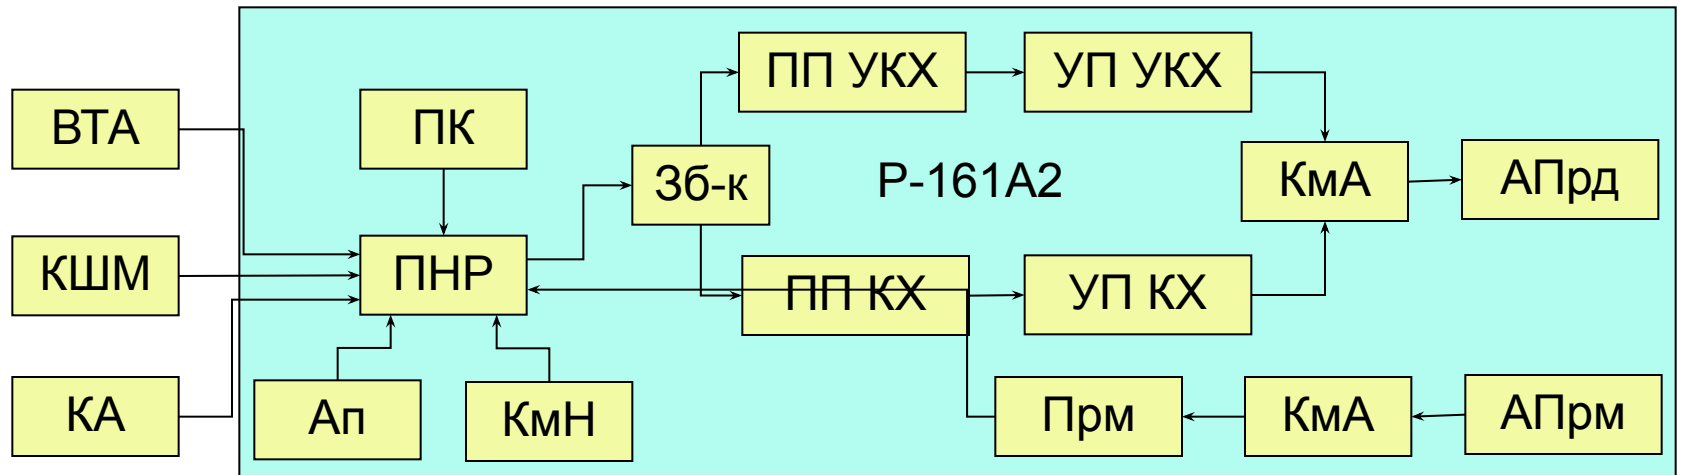 ПП УКХ
УП УКХ
ВТА
ПК
Зб-к
Р-161А2
КмА
АПрд
КШМ
ПНР
ПП КХ
УП КХ
КА
Ап
КмН
Прм
КмА
АПрм